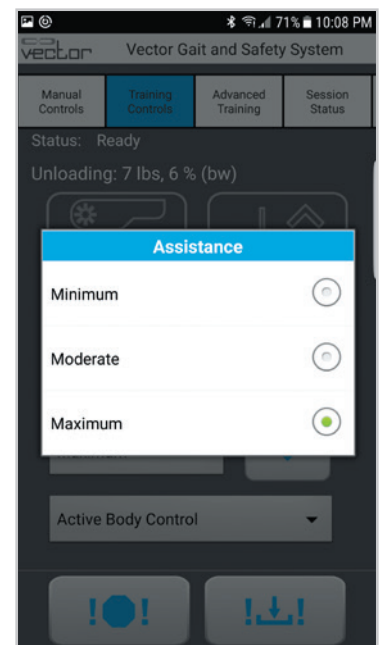 71% 10:08 PM
vector
Vector Gait and Safety System
Manual Controls
Training Controls
Advanced Training
Session Status
Status: Ready
Unloading: 7 lbs, 6 % (bw)
Assistance
Minimum
Moderate
Maximum
Active Body Control
!!
!!